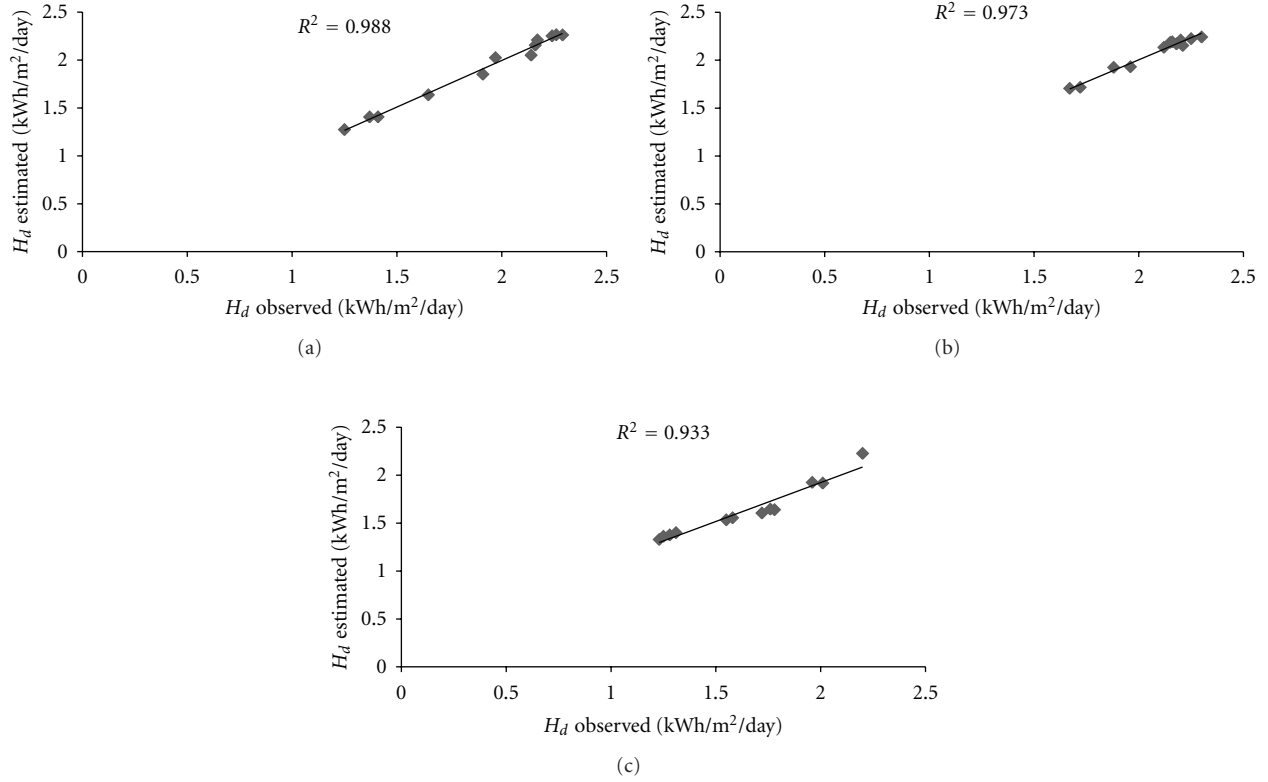 R² = 0.988
2.5
2
1.5
1
0.5
0
0 0.5 1 1.5 2 2.5
H_d estimated (kWh/m²/day)
H_d observed (kWh/m²/day)
(a)
R² = 0.973
2.5
2
1.5
1
0.5
0
0 0.5 1 1.5 2 2.5
H_d estimated (kWh/m²/day)
H_d observed (kWh/m²/day)
(b)
R² = 0.933
2.5
2
1.5
1
0.5
0
0 0.5 1 1.5 2 2.5
H_d estimated (kWh/m²/day)
H_d observed (kWh/m²/day)
(c)